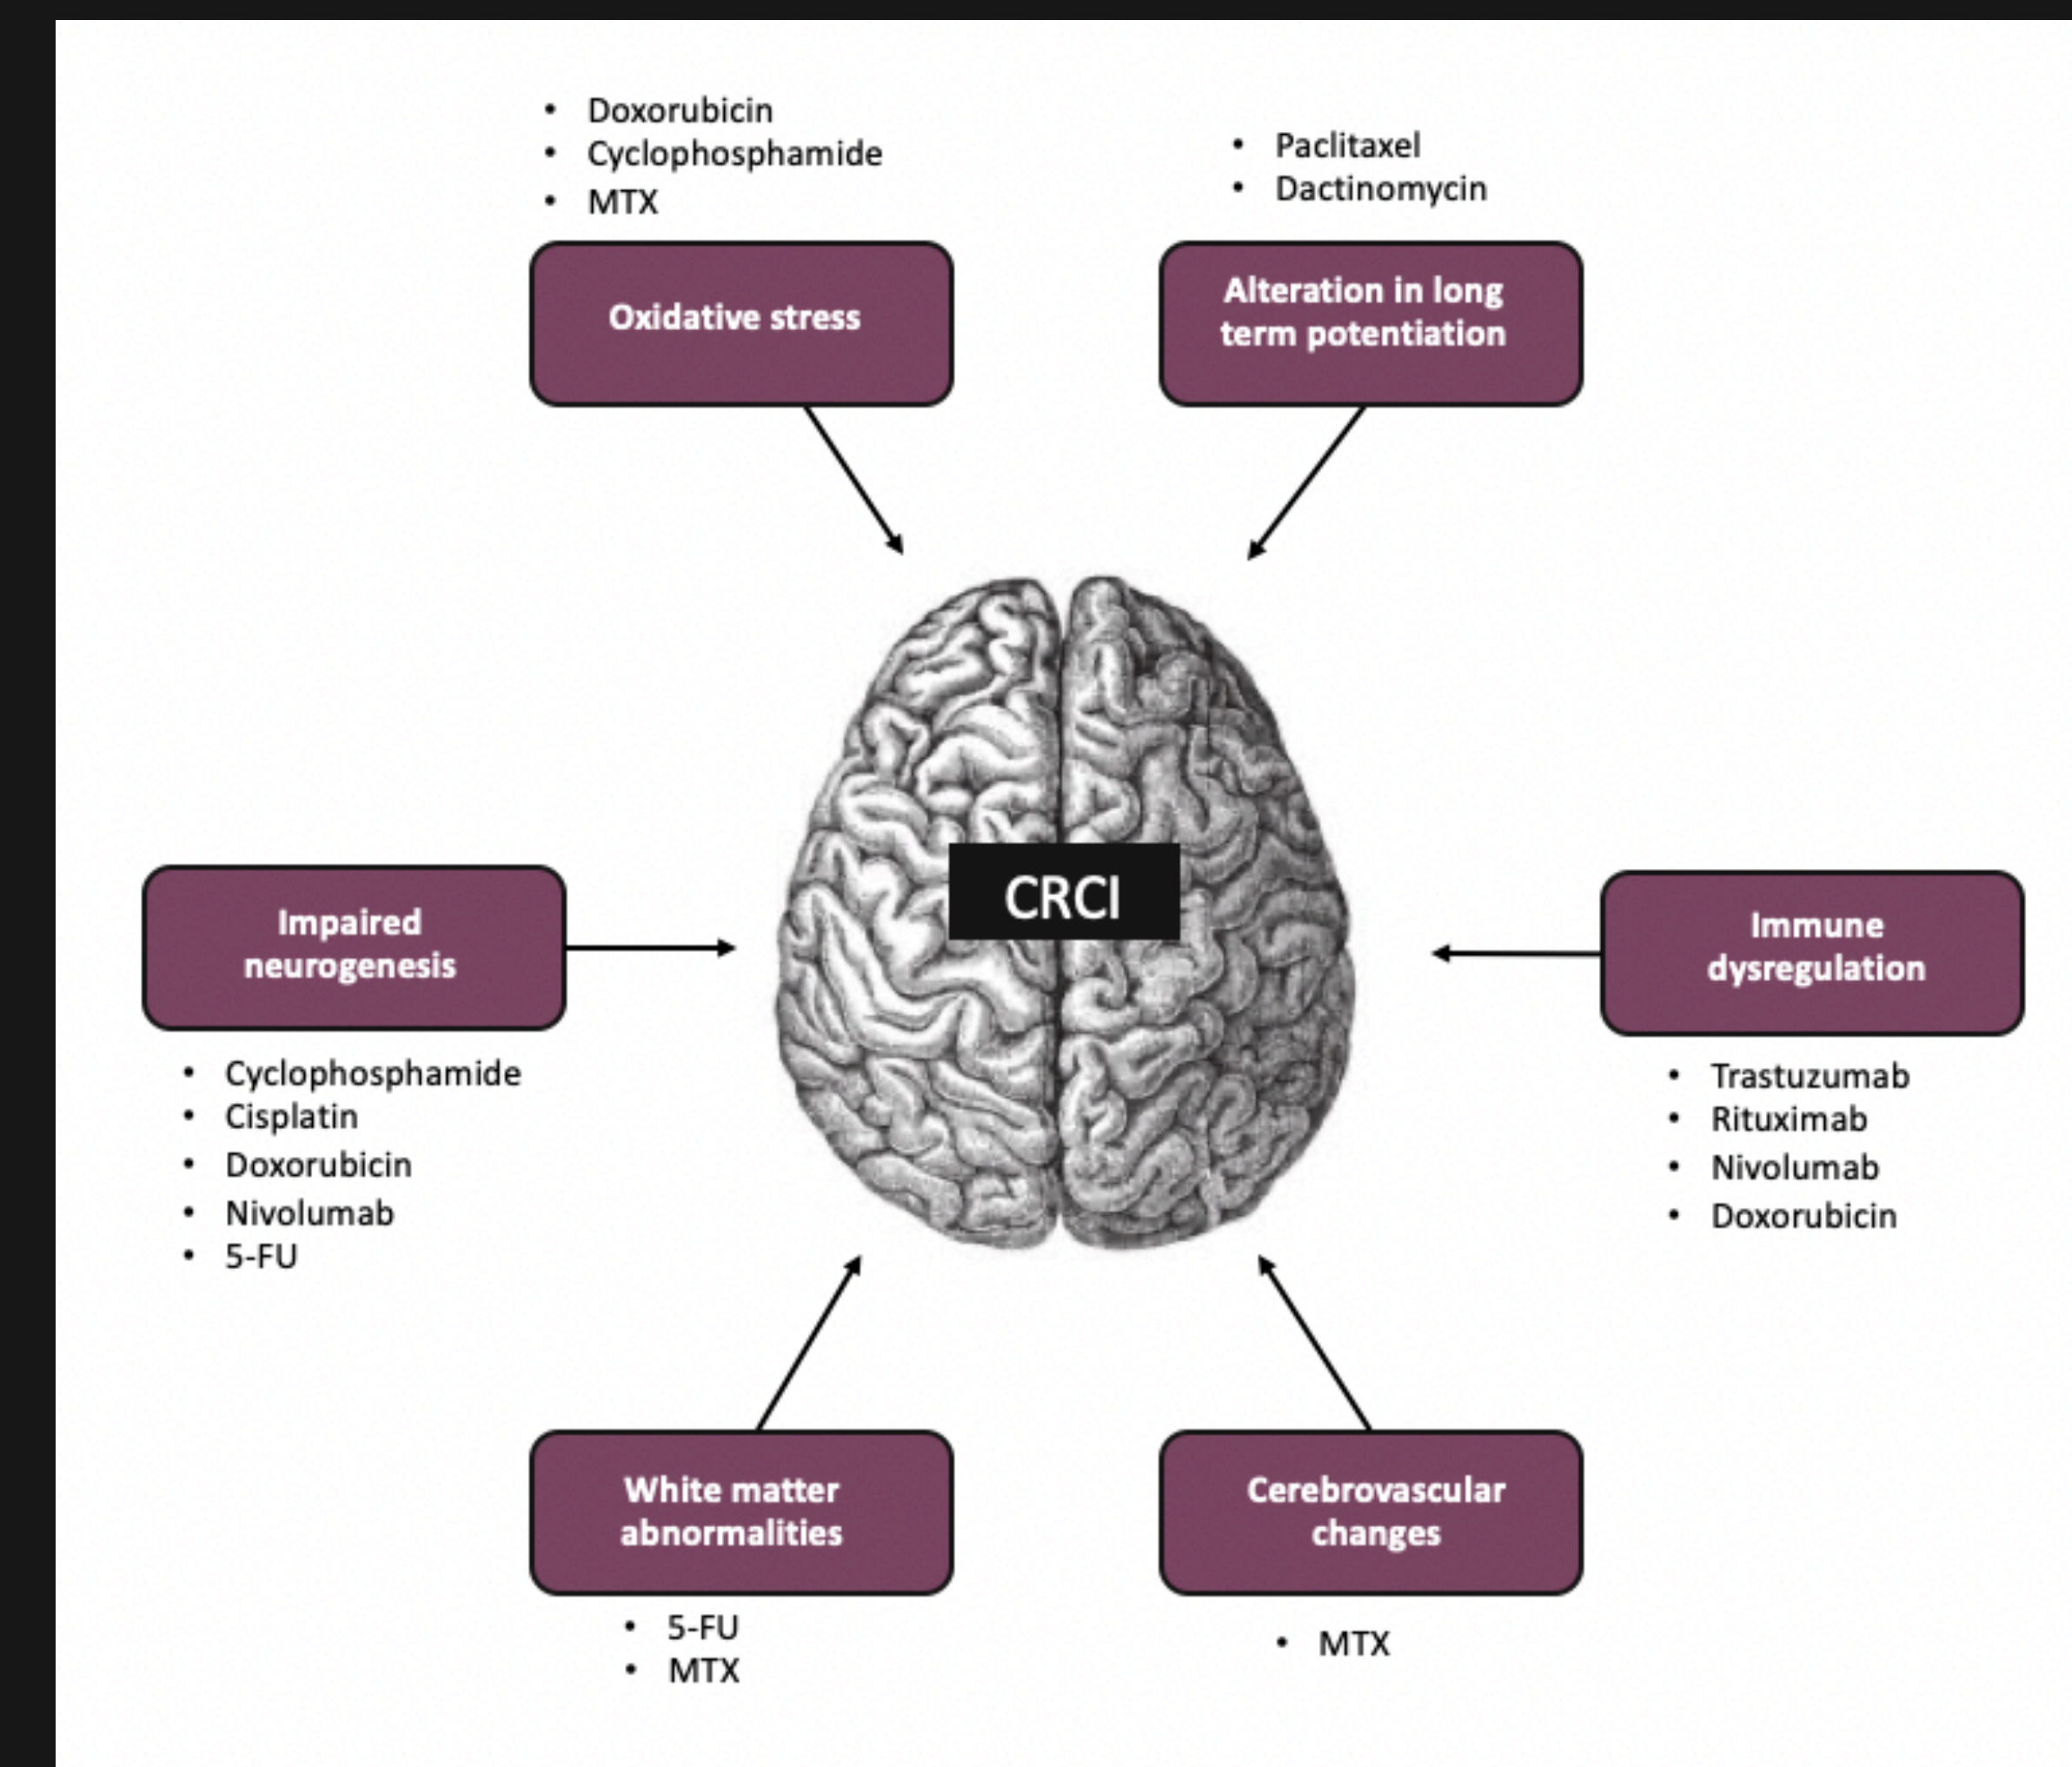 • Doxorubicin
• Cyclophosphamide
• MTX
Oxidative stress
• Paclitaxel
• Dactinomycin
Alteration in long
term potentiation
CRCI
Impaired
neurogenesis
• Cyclophosphamide
• Cisplatin
• Doxorubicin
• Nivolumab
• 5-FU
Immune
dysregulation
• Trastuzumab
• Rituximab
• Nivolumab
• Doxorubicin
White matter
abnormalities
• 5-FU
• MTX
Cerebrovascular
changes
• MTX